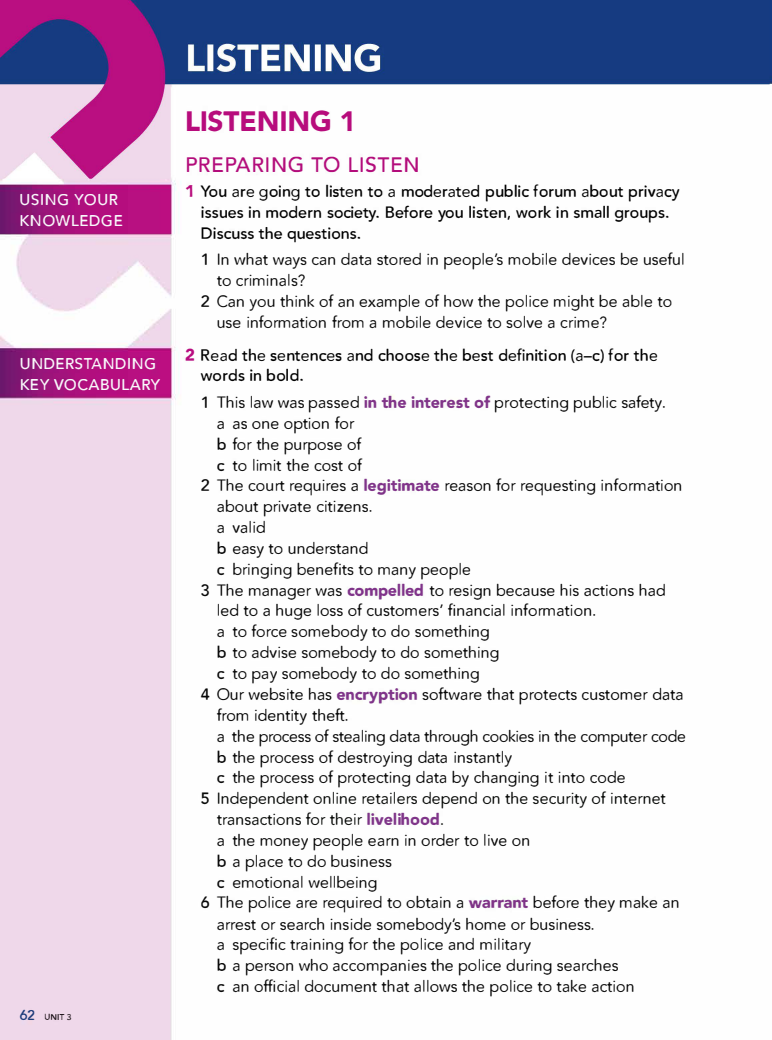 LISTENING
LISTENING 1
PREPARING TO LISTEN
USING YOUR
KNOWLEDGE
1 You are going to listen to a moderated public forum about privacy
issues in modern society. Before you listen, work in small groups.
Discuss the questions.
1 In what ways can data stored in people's mobile devices be useful
to criminals?
2 Can you think of an example of how the police might be able to
use information from a mobile device to solve a crime?
UNDERSTANDING
KEY VOCABULARY
2 Read the sentences and choose the best definition (a–c) for the
words in bold.
1 This law was passed in the interest of protecting public safety.
a as one option for
b for the purpose of
c to limit the cost of
2 The court requires a legitimate reason for requesting information
about private citizens.
a valid
b easy to understand
c bringing benefits to many people
3 The manager was compelled to resign because his actions had
led to a huge loss of customers' financial information.
a to force somebody to do something
b to advise somebody to do something
c to pay somebody to do something
4 Our website has encryption software that protects customer data
from identity theft.
a the process of stealing data through cookies in the computer code
b the process of destroying data instantly
c the process of protecting data by changing it into code
5 Independent online retailers depend on the security of internet
transactions for their livelihood.
a the money people earn in order to live on
b a place to do business
c emotional wellbeing
6 The police are required to obtain a warrant before they make an
arrest or search inside somebody's home or business.
a specific training for the police and military
b a person who accompanies the police during searches
c an official document that allows the police to take action
62 UNIT 3